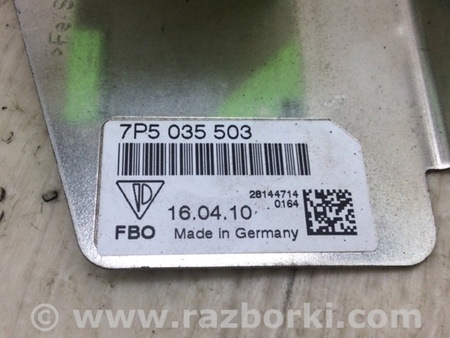 7P5 035 503
28144714
0164
16.04.10
FBO
Made in Germany
www.razborki.com